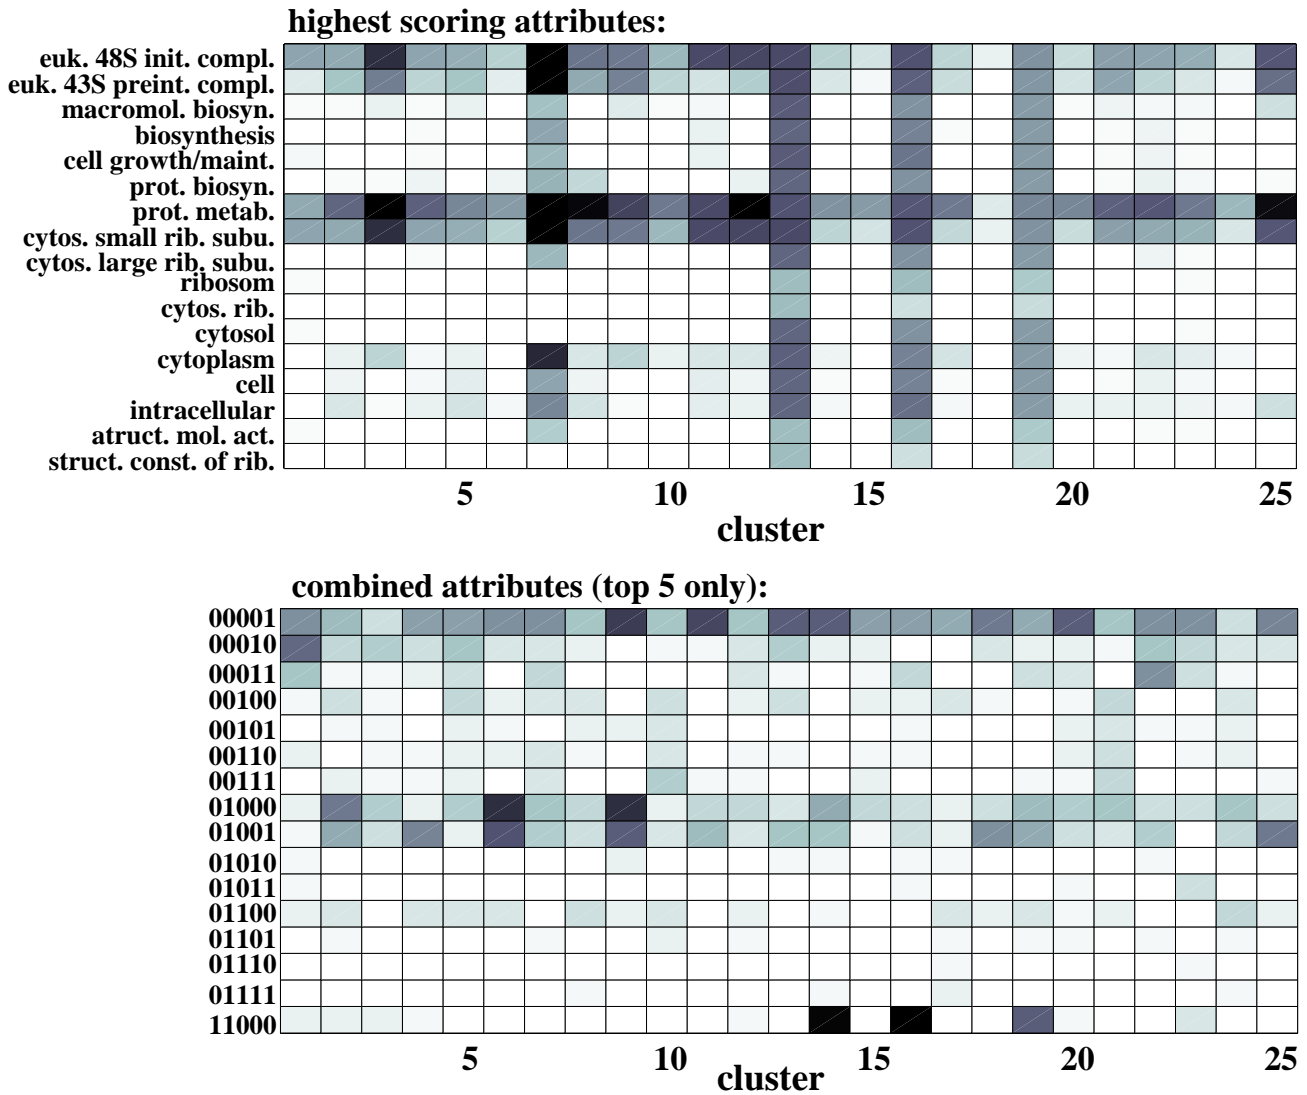 highest scoring attributes:
euk. 48S init. compl.
euk. 43S preint. compl.
macromol. biosyn.
biosynthesis
cell growth/maint.
prot. biosyn.
prot. metab.
cytos. small rib. subu.
cytos. large rib. subu.
ribosom
cytos. rib.
cytosol
cytoplasm
cell
intracellular
atruct. mol. act.
struct. const. of rib.
5 10 15 20 25
cluster
combined attributes (top 5 only):
00001
00010
00011
00100
00101
00110
00111
01000
01001
01010
01011
01100
01101
01110
01111
11000
5 10 15 20 25
cluster